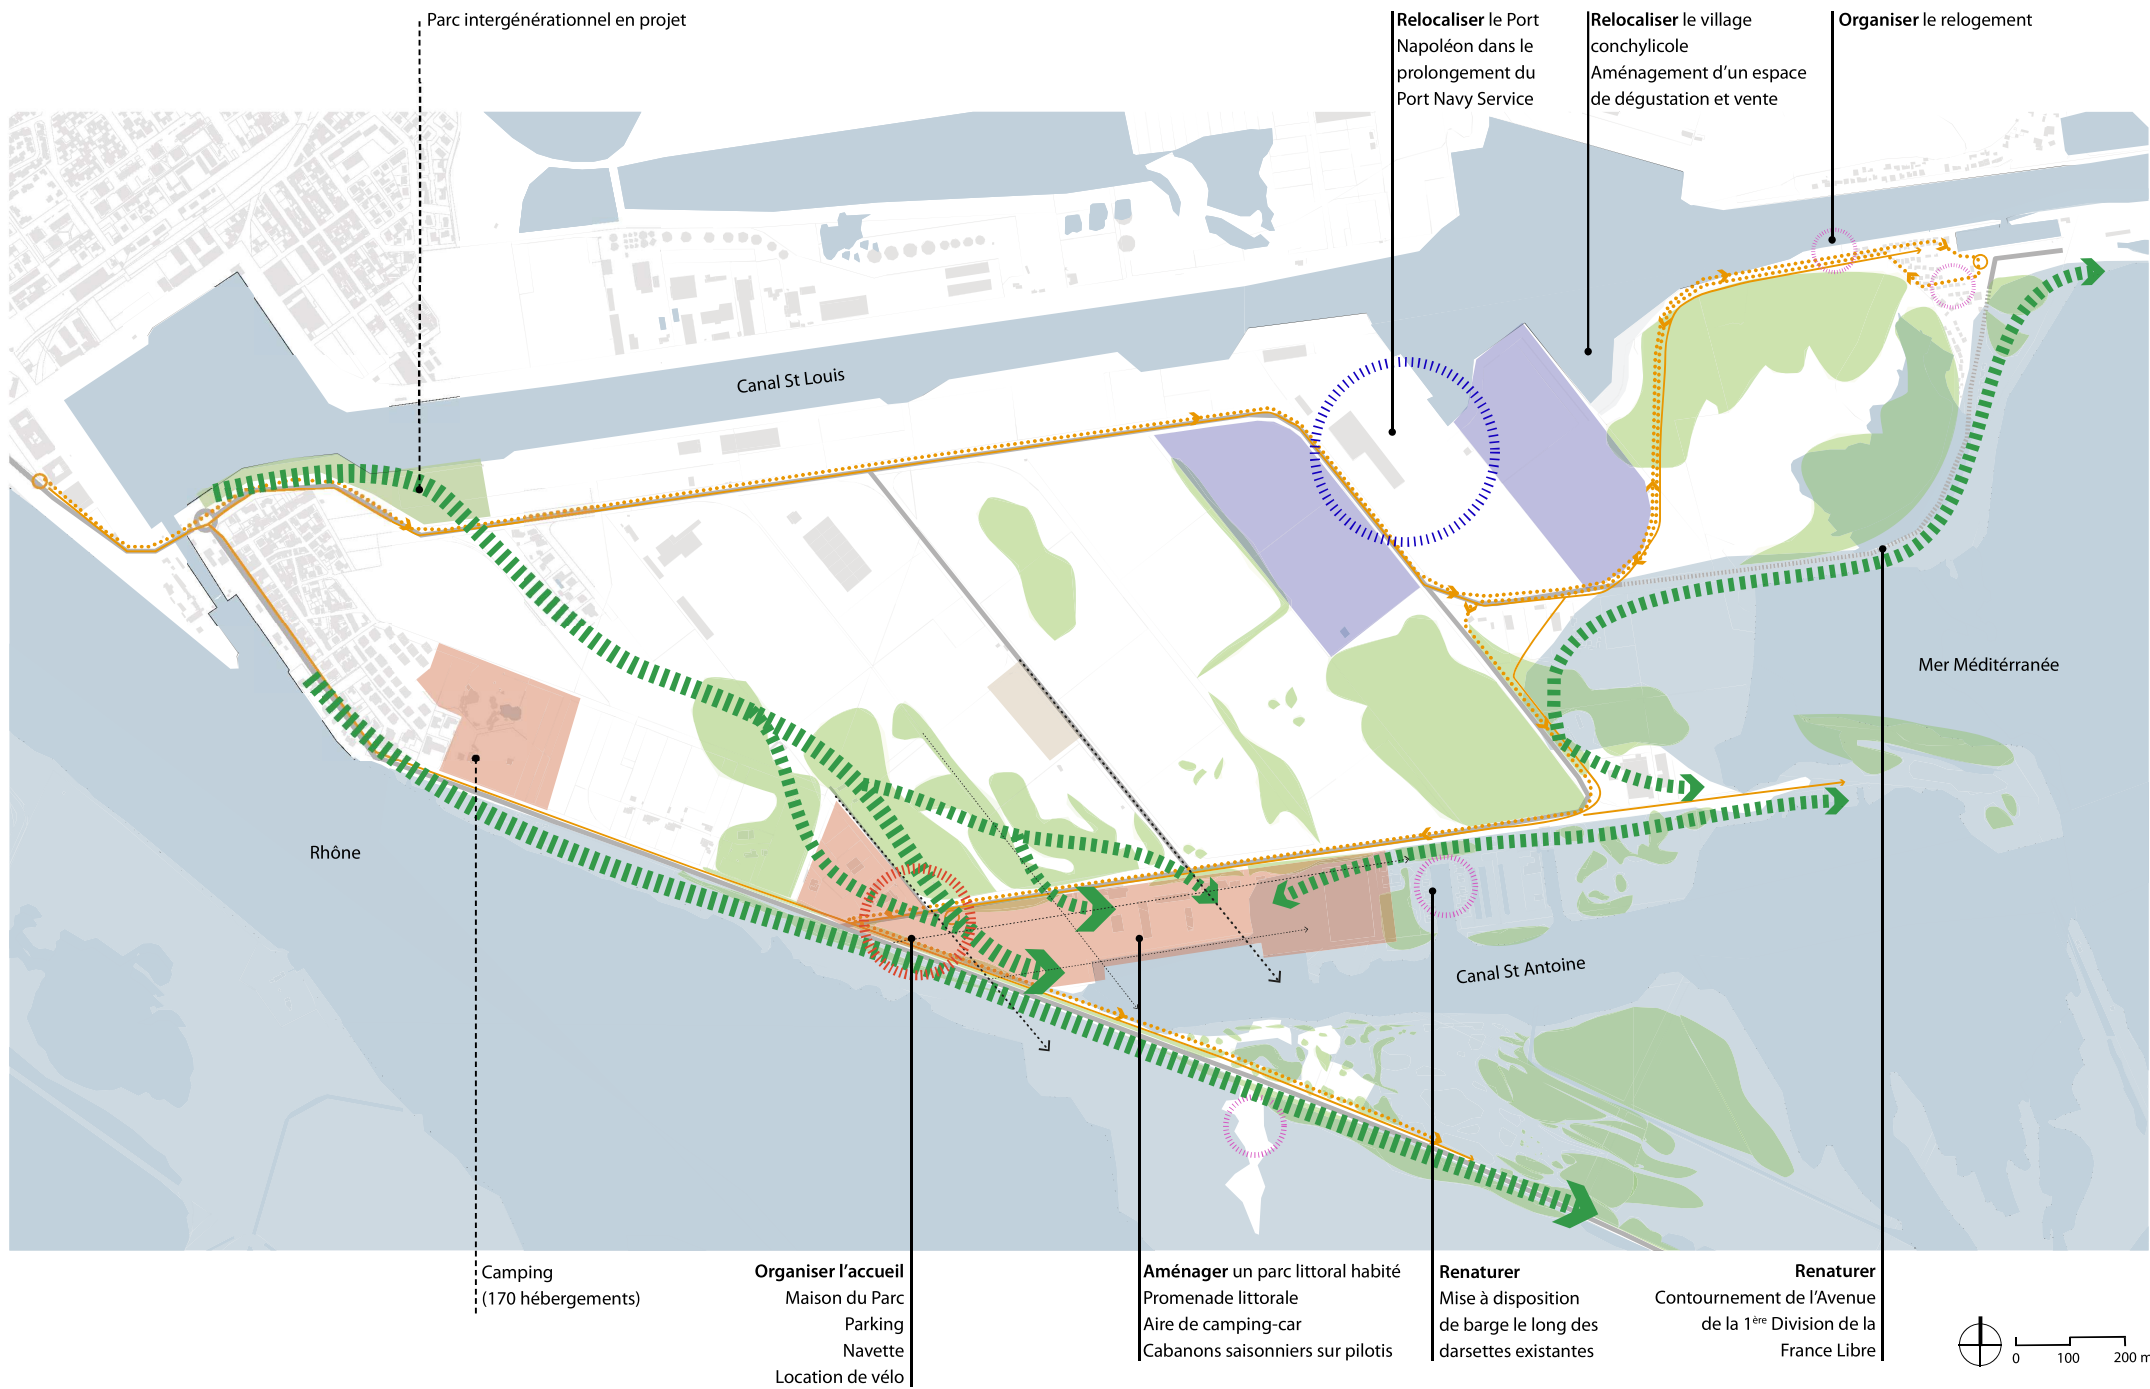 Parc intergénérationnel en projet
Relocaliser le Port
Napoléon dans le
prolongement du
Port Navy Service
Relocaliser le village
conchylicole
Aménagement d'un espace
de dégustation et vente
Organiser le relogement
Canal St Louis
Mer Méditérranée
Rhône
Canal St Antoine
Camping
(170 hébergements)
Organiser l'accueil
Maison du Parc
Parking
Navette
Location de vélo
Aménager un parc littoral habité
Promenade littorale
Aire de camping-car
Cabanons saisonniers sur pilotis
Renaturer
Mise à disposition
de barge le long des
darsettes existantes
Renaturer
Contournement de l'Avenue
de la 1ère Division de la
France Libre
0 100 200 m